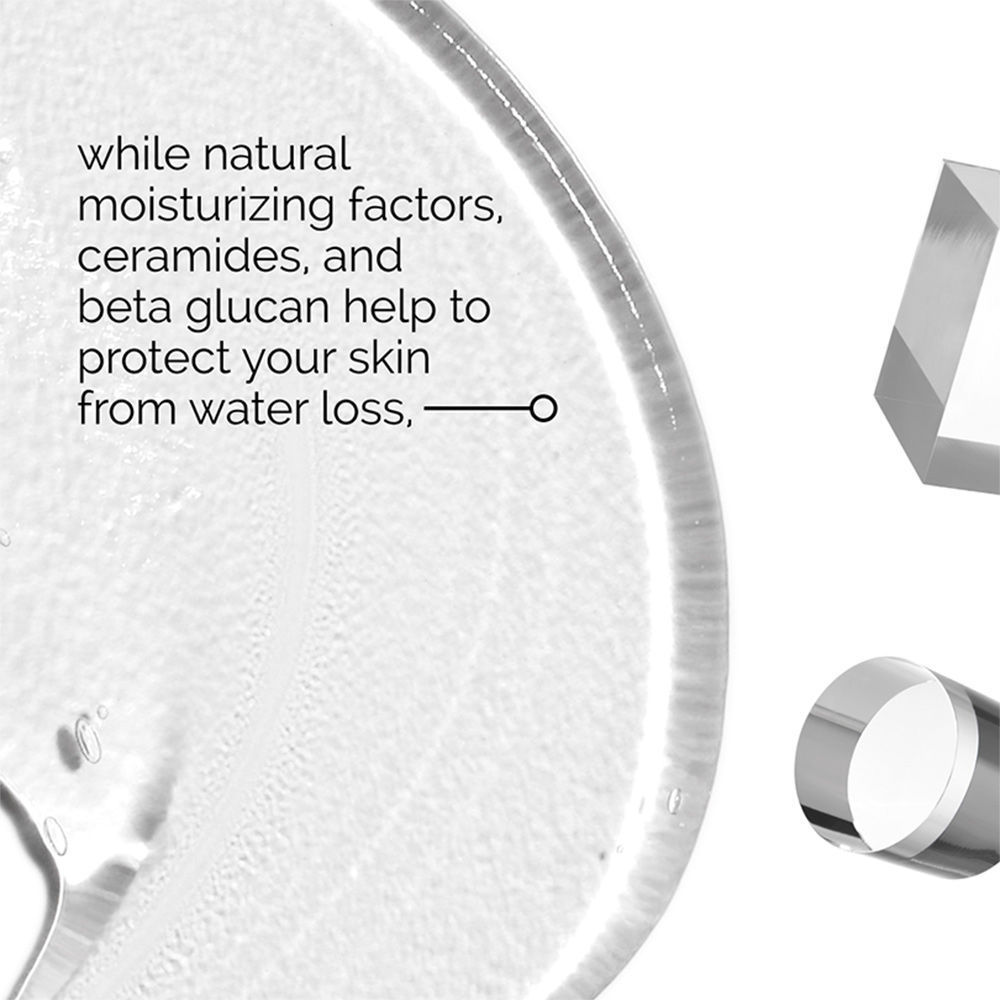 while natural
moisturizing factors,
ceramides, and
beta glucan help to
protect your skin
from water loss,